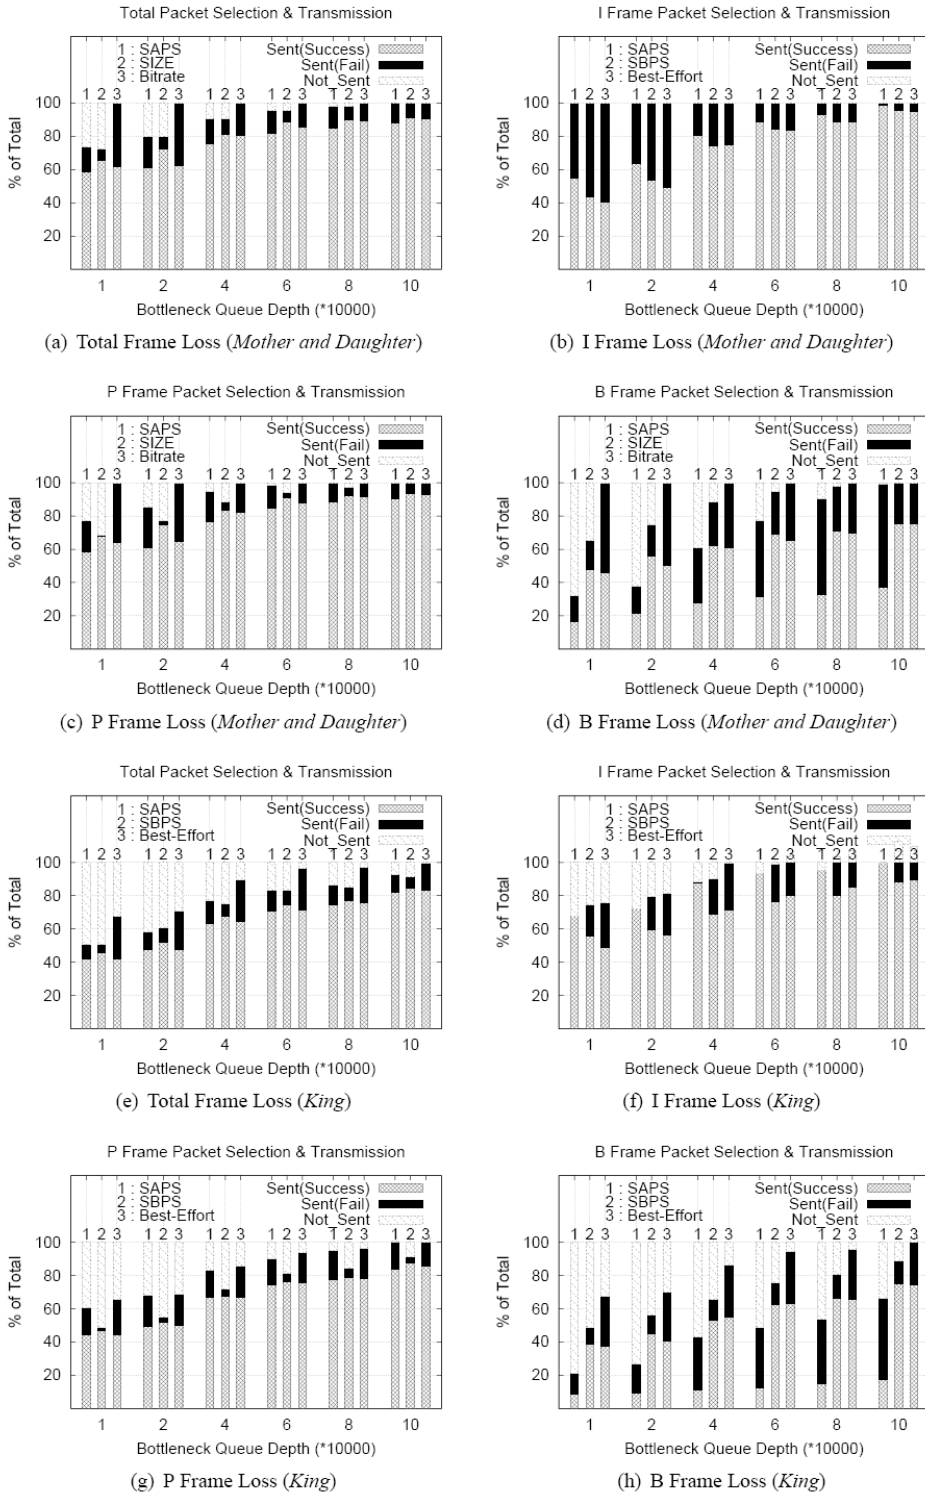 Total Packet Selection & Transmission
1 : SAPS
2 : SIZE
3 : Bitrate
Sent(Success)
Sent(Fail)
Not_Sent
1 2 3 1 2 3 1 2 3 1 2 3 1 2 3 1 2 3
% of Total
100
80
60
40
20
1 2 4 6 8 10
Bottleneck Queue Depth (*10000)
(a) Total Frame Loss (Mother and Daughter)
I Frame Packet Selection & Transmission
1 : SAPS
2 : SBPS
3 : Best-Effort
Sent(Success)
Sent(Fail)
Not_Sent
1 2 3 1 2 3 1 2 3 1 2 3 1 2 3 1 2 3
% of Total
100
80
60
40
20
1 2 4 6 8 10
Bottleneck Queue Depth (*10000)
(b) I Frame Loss (Mother and Daughter)
P Frame Packet Selection & Transmission
1 : SAPS
2 : SIZE
3 : Bitrate
Sent(Success)
Sent(Fail)
Not_Sent
1 2 3 1 2 3 1 2 3 1 2 3 1 2 3 1 2 3
% of Total
100
80
60
40
20
1 2 4 6 8 10
Bottleneck Queue Depth (*10000)
(c) P Frame Loss (Mother and Daughter)
B Frame Packet Selection & Transmission
1 : SAPS
2 : SIZE
3 : Bitrate
Sent(Success)
Sent(Fail)
Not_Sent
1 2 3 1 2 3 1 2 3 1 2 3 1 2 3 1 2 3
% of Total
100
80
60
40
20
1 2 4 6 8 10
Bottleneck Queue Depth (*10000)
(d) B Frame Loss (Mother and Daughter)
Total Packet Selection & Transmission
1 : SAPS
2 : SBPS
3 : Best-Effort
Sent(Success)
Sent(Fail)
Not_Sent
1 2 3 1 2 3 1 2 3 1 2 3 1 2 3 1 2 3
% of Total
100
80
60
40
20
1 2 4 6 8 10
Bottleneck Queue Depth (*10000)
(e) Total Frame Loss (King)
I Frame Packet Selection & Transmission
1 : SAPS
2 : SBPS
3 : Best-Effort
Sent(Success)
Sent(Fail)
Not_Sent
1 2 3 1 2 3 1 2 3 1 2 3 1 2 3 1 2 3
% of Total
100
80
60
40
20
1 2 4 6 8 10
Bottleneck Queue Depth (*10000)
(f) I Frame Loss (King)
P Frame Packet Selection & Transmission
1 : SAPS
2 : SBPS
3 : Best-Effort
Sent(Success)
Sent(Fail)
Not_Sent
1 2 3 1 2 3 1 2 3 1 2 3 1 2 3 1 2 3
% of Total
100
80
60
40
20
1 2 4 6 8 10
Bottleneck Queue Depth (*10000)
(g) P Frame Loss (King)
B Frame Packet Selection & Transmission
1 : SAPS
2 : SBPS
3 : Best-Effort
Sent(Success)
Sent(Fail)
Not_Sent
1 2 3 1 2 3 1 2 3 1 2 3 1 2 3 1 2 3
% of Total
100
80
60
40
20
1 2 4 6 8 10
Bottleneck Queue Depth (*10000)
(h) B Frame Loss (King)